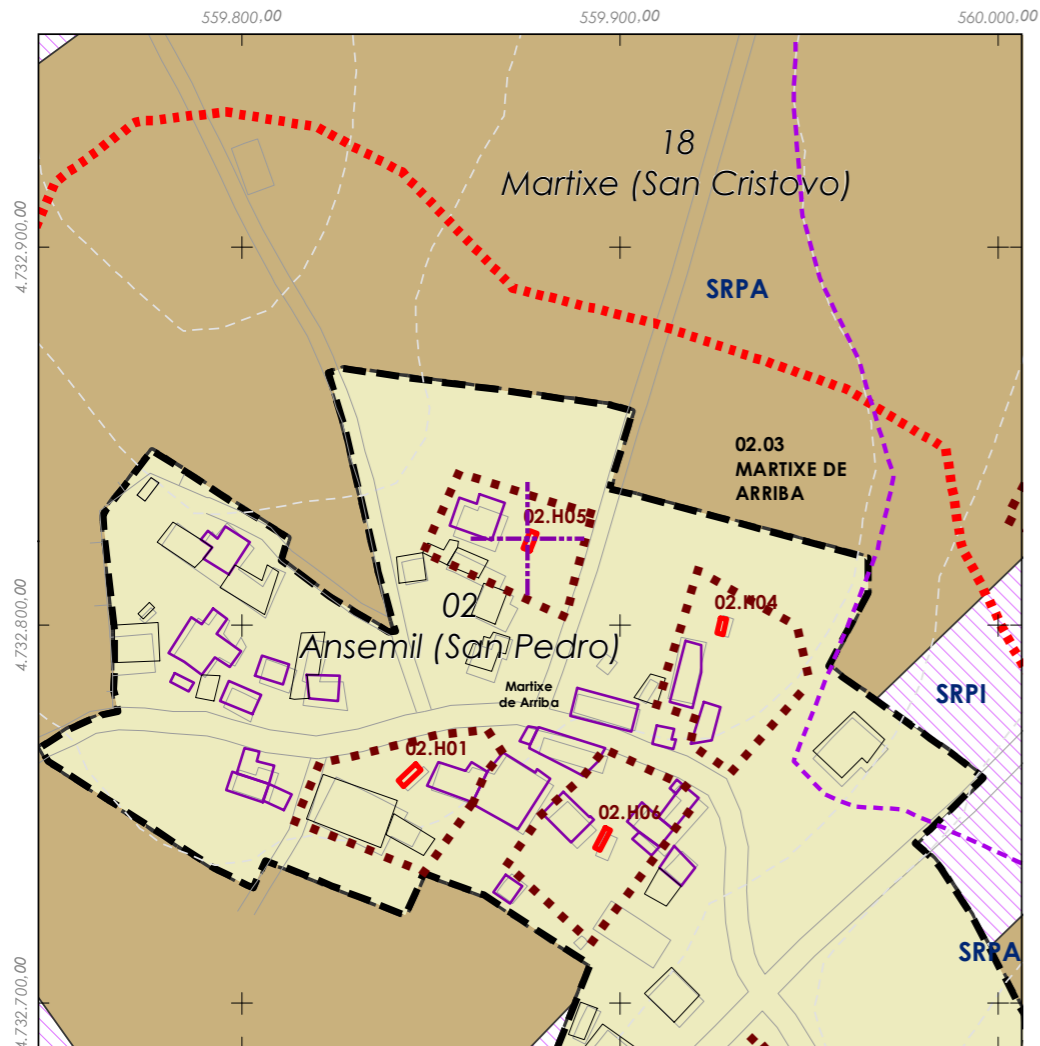 559.800,00
559.900,00
560.000,00
18
Martixe (San Cristovo)
4.732.900,00
SRPA
02.03
MARTIXE DE
ARRIBA
02.H05
02.H04
02
Ansemil (San Pedro)
4.732.800,00
Martixe
de Arriba
SRPI
02.H01
02.H06
SRPA
4.732.700,00